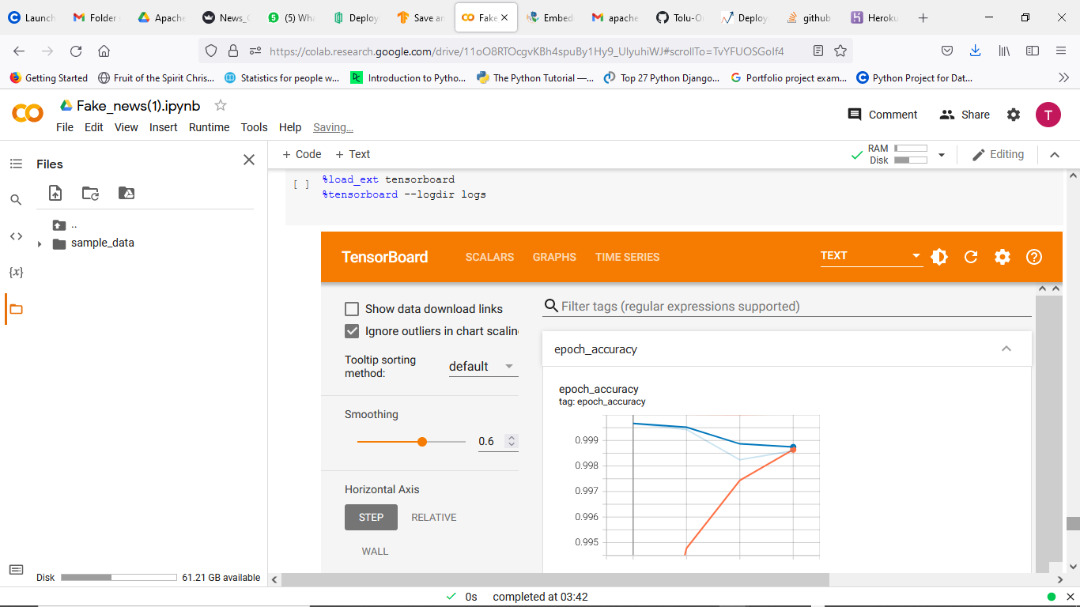 Launch
Folder
Apache
News_
(5) Wh
Deploy
Save ar
Fake
Embed
apache
Tolu-O
Deploy
github
Heroku
https://colab.research.google.com/drive/
Getting Started
Fruit of the Spirit Chris...
Statistics for people w...
Introduction to Pytho...
The Python Tutorial —...
Top 27 Python Django...
Portfolio project exam...
Python Project for Dat...
Fake_news(1).ipynb
File Edit View Insert Runtime Tools Help Saving...
Comment
Share
T
Files
+ Code + Text
RAM
Disk
Editing
..
sample_data
{x}
[ ]
%load_ext tensorboard
%tensorboard --logdir logs
TensorBoard
SCALARS GRAPHS TIME SERIES
TEXT
Show data download links
Ignore outliers in chart scalin
Tooltip sorting
method:
default
Smoothing
0.6
Horizontal Axis
STEP RELATIVE
WALL
Filter tags (regular expressions supported)
epoch_accuracy
epoch_accuracy
tag: epoch_accuracy
0.999
0.998
0.997
0.996
0.995
Disk
61.21 GB available
0s completed at 03:42